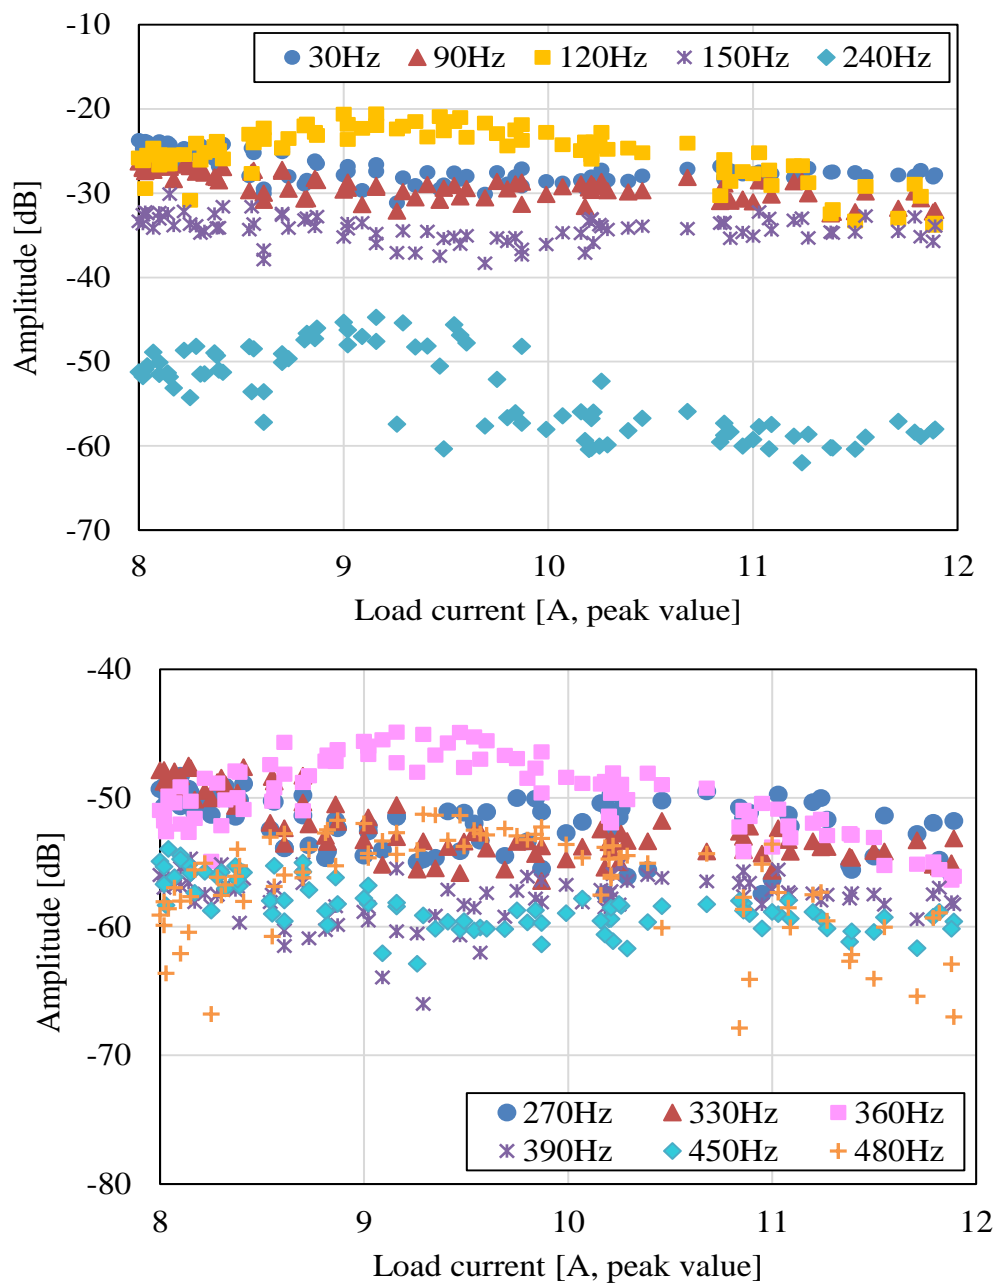 -10
30Hz 90Hz 120Hz 150Hz 240Hz
-20
-30
-40
-50
-60
-70
Amplitude [dB]
8 9 10 11 12
Load current [A, peak value]
-40
-50
-60
-70
-80
Amplitude [dB]
270Hz 330Hz 360Hz
390Hz 450Hz 480Hz
8 9 10 11 12
Load current [A, peak value]